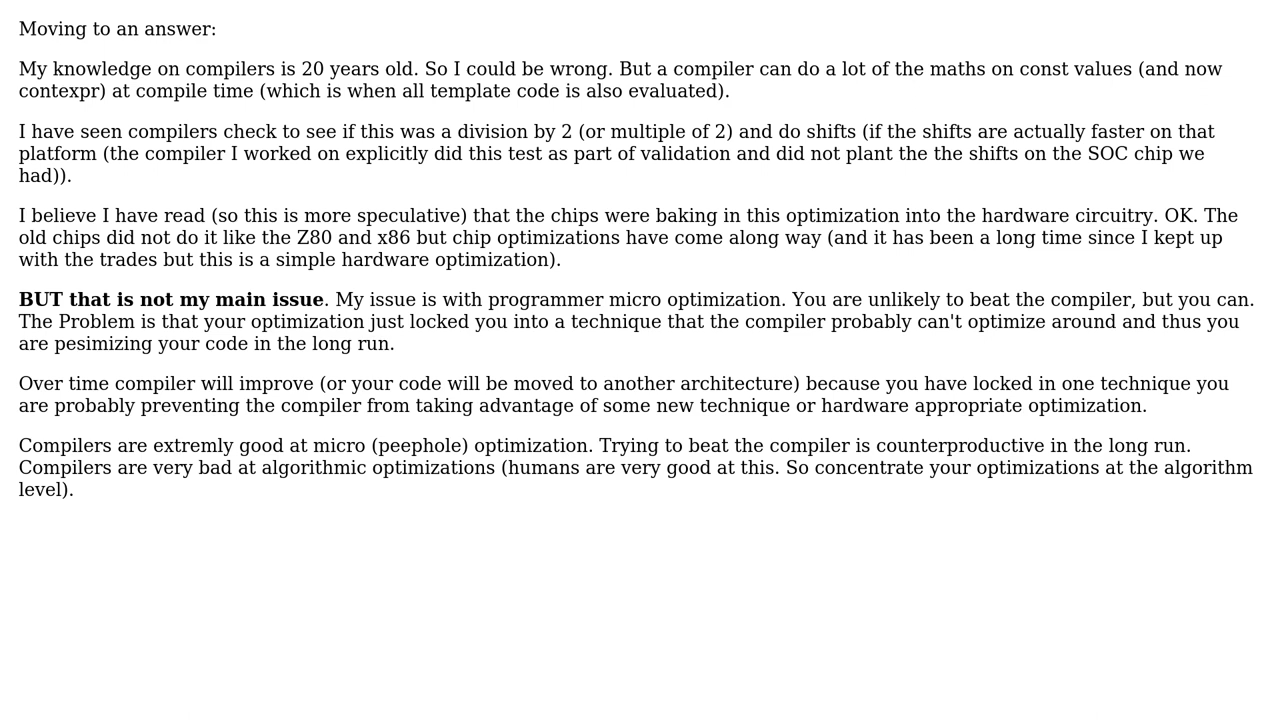 Moving to an answer:
My knowledge on compilers is 20 years old. So I could be wrong. But a compiler can do a lot of the maths on const values (and now
contexpr) at compile time (which is when all template code is also evaluated).
I have seen compilers check to see if this was a division by 2 (or multiple of 2) and do shifts (if the shifts are actually faster on that
platform (the compiler I worked on explicitly did this test as part of validation and did not plant the the shifts on the SOC chip we
had)).
I believe I have read (so this is more speculative) that the chips were baking in this optimization into the hardware circuitry. OK. The
old chips did not do it like the Z80 and x86 but chip optimizations have come along way (and it has been a long time since I kept up
with the trades but this is a simple hardware optimization).
BUT that is not my main issue. My issue is with programmer micro optimization. You are unlikely to beat the compiler, but you can.
The Problem is that your optimization just locked you into a technique that the compiler probably can't optimize around and thus you
are pesimizing your code in the long run.
Over time compiler will improve (or your code will be moved to another architecture) because you have locked in one technique you
are probably preventing the compiler from taking advantage of some new technique or hardware appropriate optimization.
Compilers are extremly good at micro (peephole) optimization. Trying to beat the compiler is counterproductive in the long run.
Compilers are very bad at algorithmic optimizations (humans are very good at this. So concentrate your optimizations at the algorithm
level).